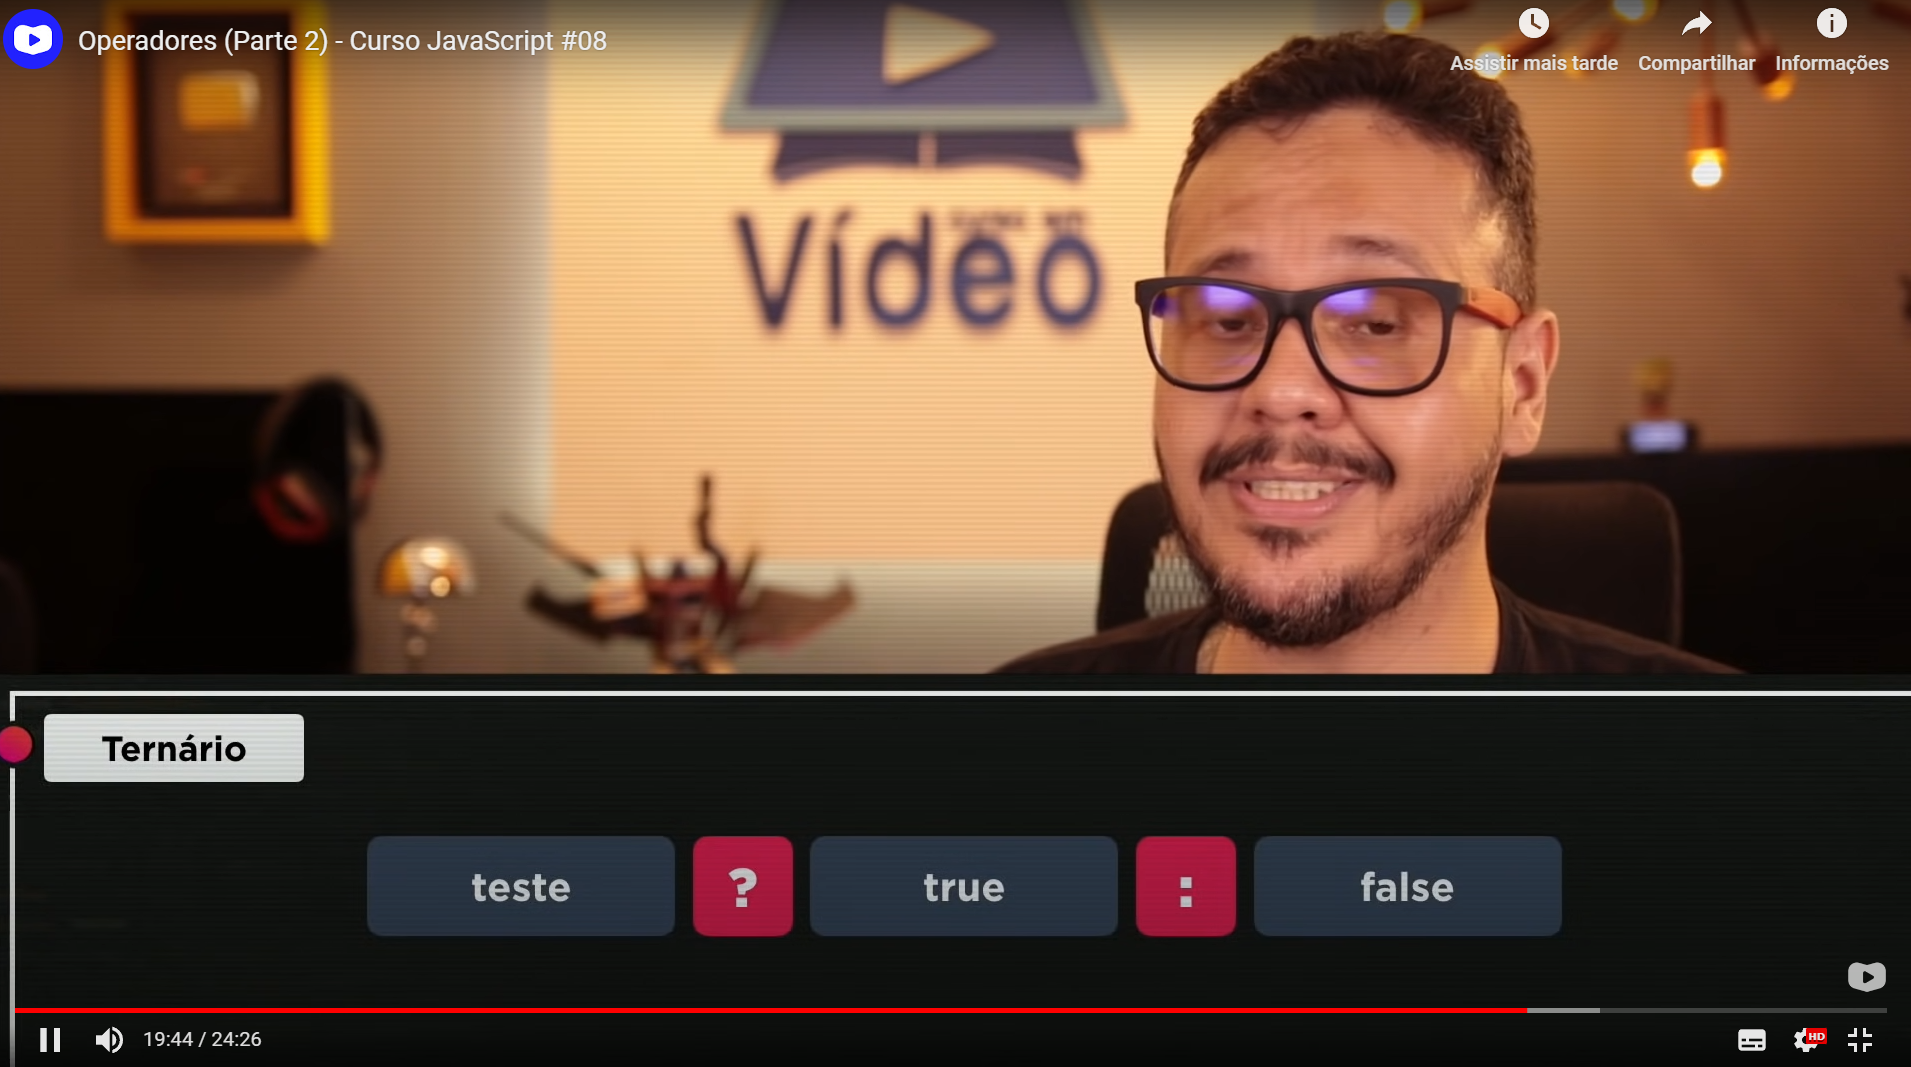 Operadores (Parte 2) - Curso JavaScript #08
Assistir mais tarde
Compartilhar
Informações
Vídeo
Ternário
teste ? true : false
19:44 / 24:26
HD